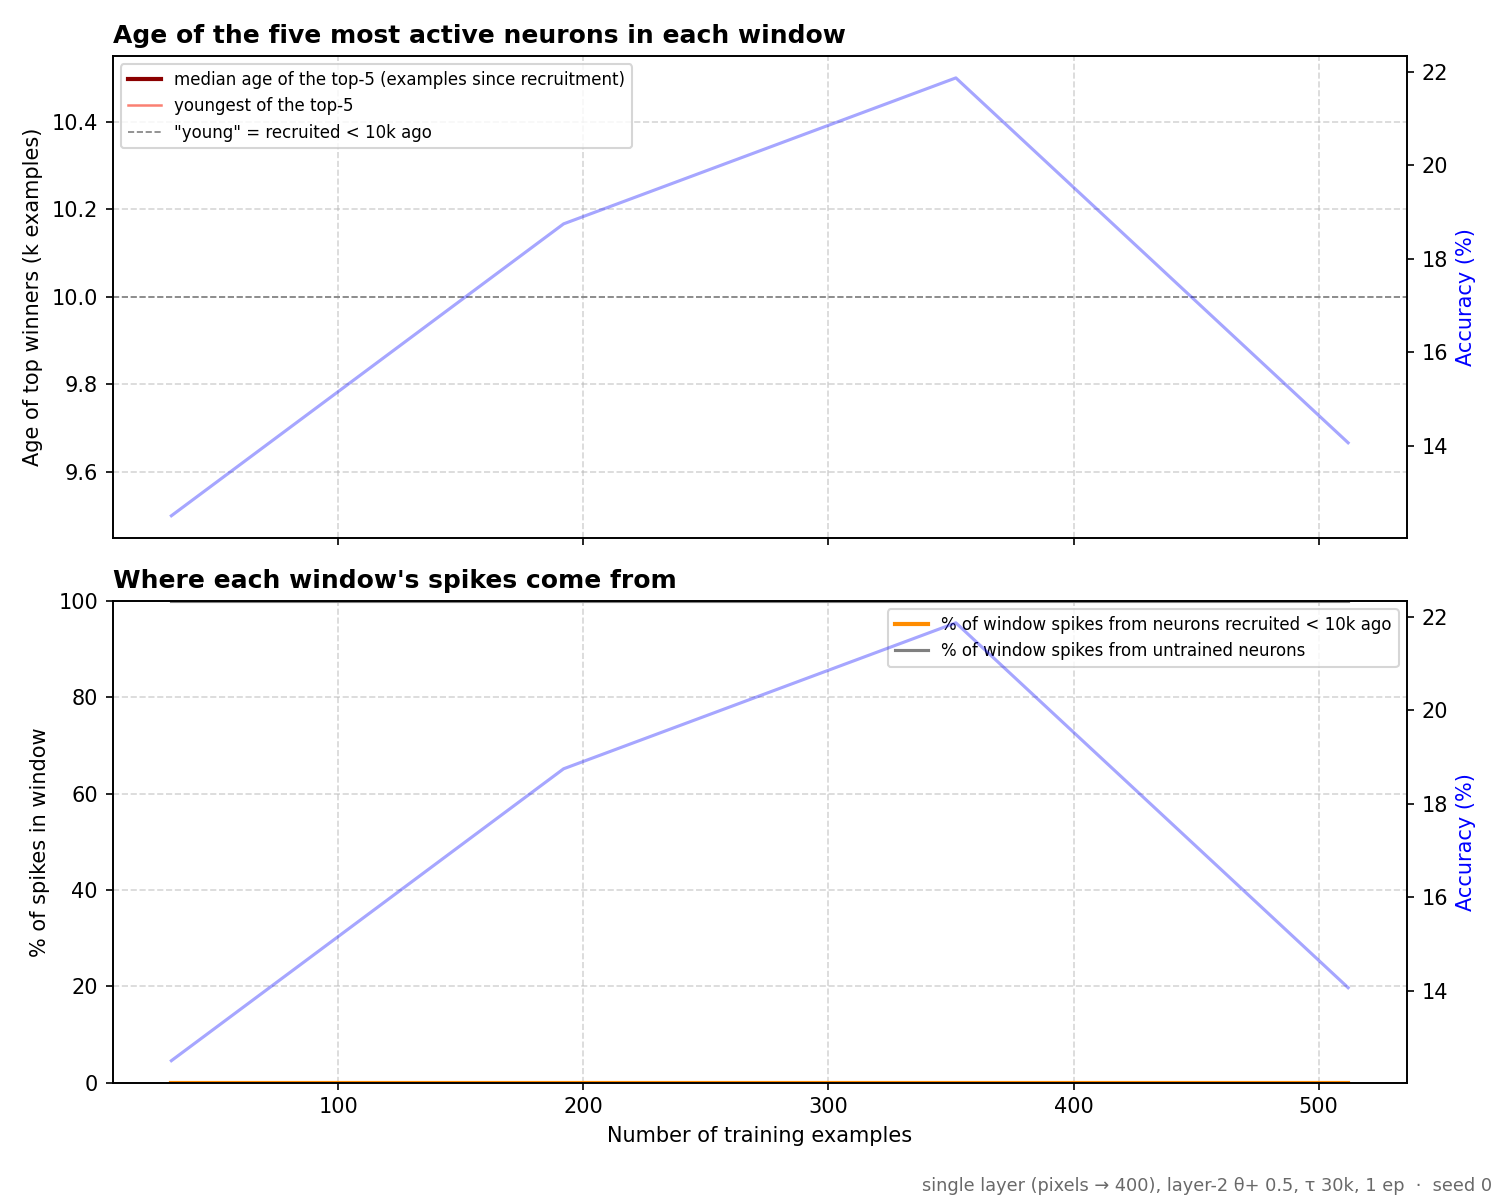 Age of the five most active neurons in each window
median age of the top-5 (examples since recruitment)
youngest of the top-5
"young" = recruited < 10k ago
Age of top winners (k examples)
10.4
10.2
10.0
9.8
9.6
22
20
18
16
14
Accuracy (%)
Where each window's spikes come from
% of window spikes from neurons recruited < 10k ago
% of window spikes from untrained neurons
% of spikes in window
100
80
60
40
20
0
22
20
18
16
14
Accuracy (%)
100 200 300 400 500
Number of training examples
single layer (pixels → 400), layer-2 θ+ 0.5, τ 30k, 1 ep · seed 0